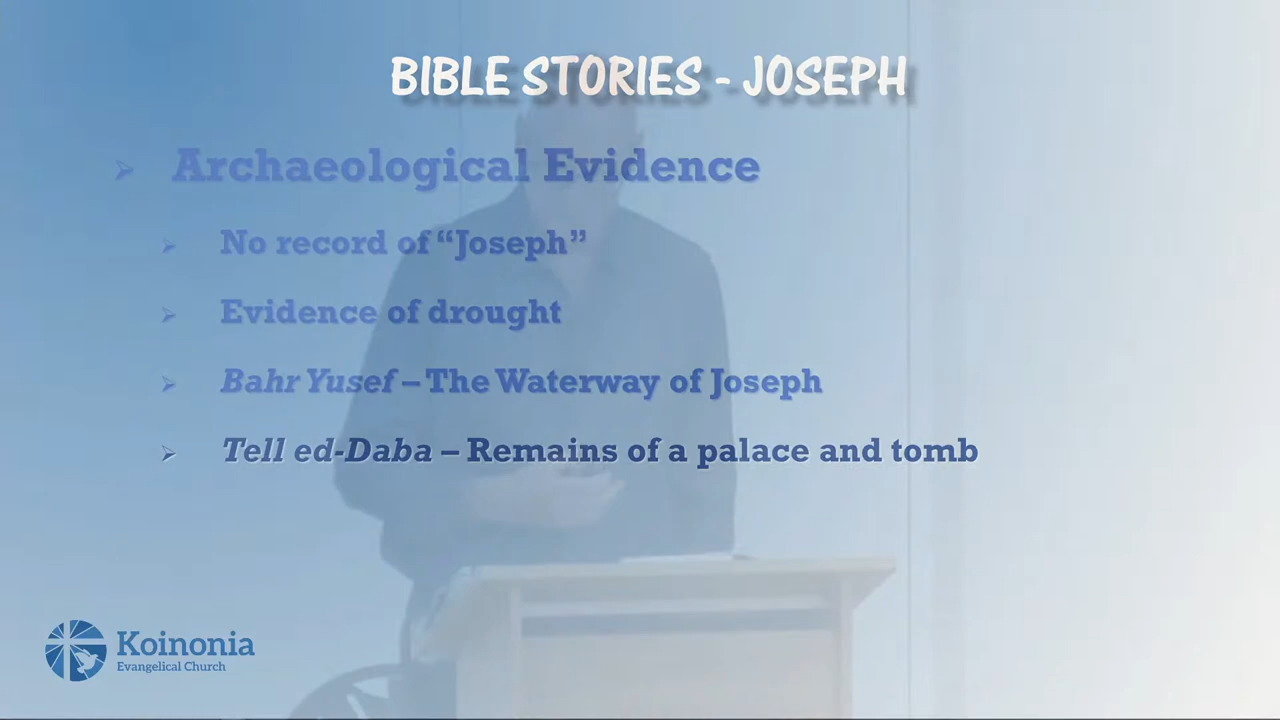 BIBLE STORIES - JOSEPH
Archaeological Evidence
No record of “Joseph”
Evidence of drought
Bahr Yusef – The Waterway of Joseph
Tell ed-Daba – Remains of a palace and tomb
Koinonia
Evangelical Church